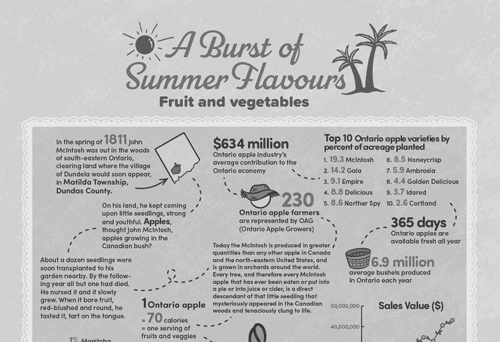 A Burst of
Summer Flavours
Fruit and vegetables
In the spring of 1811 John
McIntosh was out in the woods
of south-eastern Ontario,
clearing land where the village
of Dundela would soon appear,
in Matilda Township,
Dundas County.
On his land, he kept coming
upon little seedlings, strong
and youthful. Apples,
thought John McIntosh,
apples growing in the
Canadian bush?
About a dozen seedlings were
soon transplanted to his
garden nearby. By the follow-
ing year all but one had died.
He nursed it and it slowly
grew. When it bore fruit,
red-blushed and round, he
tasted it, tart on the tongue.
$634 million
Ontario apple industry's
average contribution to the
Ontario economy
230
Ontario apple farmers
are represented by OAG
(Ontario Apple Growers)
Today the McIntosh is produced in greater
quantities than any other apple in Canada
and the north-eastern United States, and
is grown in orchards around the world.
Every tree, and therefore every McIntosh
apple that has ever been eaten or put into
a pie or into juice or cider, is a direct
descendant of that little seedling that
mysteriously appeared in the Canadian
woods and tenaciously clung to life.
Top 10 Ontario apple varieties by
percent of acreage planted
1. 19.3 McIntosh
2. 14.2 Gala
3. 9.1 Empire
4. 8.8 Delicious
5. 8.6 Norther Spy
6. 8.5 Honeycrisp
7. 5.9 Ambrosia
8. 4.4 Golden Delicious
9. 3.7 Idared
10. 2.6 Cortland
365 days
Ontario apples are
available fresh all year
6.9 million
average bushels produced
in Ontario each year
1 Ontario apple
= 70 calories
= one serving of
fruits and veggies
1% Manitoba
Sales Value ($)
50,000,000
40,000,000